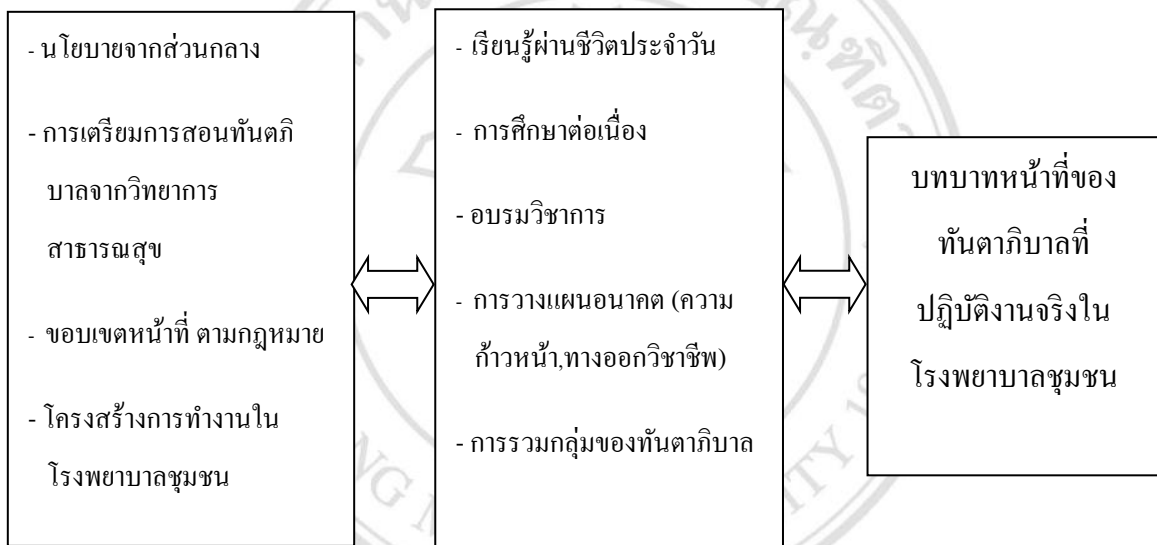 - นโยบายจากส่วนกลาง
- การเตรียมการสอนทันตภิ
บาลจากวิทยาการ
สาธารณสุข
- ขอบเขตหน้าที่ ตามกฎหมาย
- โครงสร้างการทำงานใน
โรงพยาบาลชุมชน
- เรียนรู้ผ่านชีวิตประจำวัน
- การศึกษาต่อเนื่อง
- อบรมวิชาการ
- การวางแผนอนาคต (ความ
ก้าวหน้า,ทางออกวิชาชีพ)
- การรวมกลุ่มของทันตาภิบาล
บทบาทหน้าที่ของ
ทันตาภิบาลที่
ปฏิบัติงานจริงใน
โรงพยาบาลชุมชน